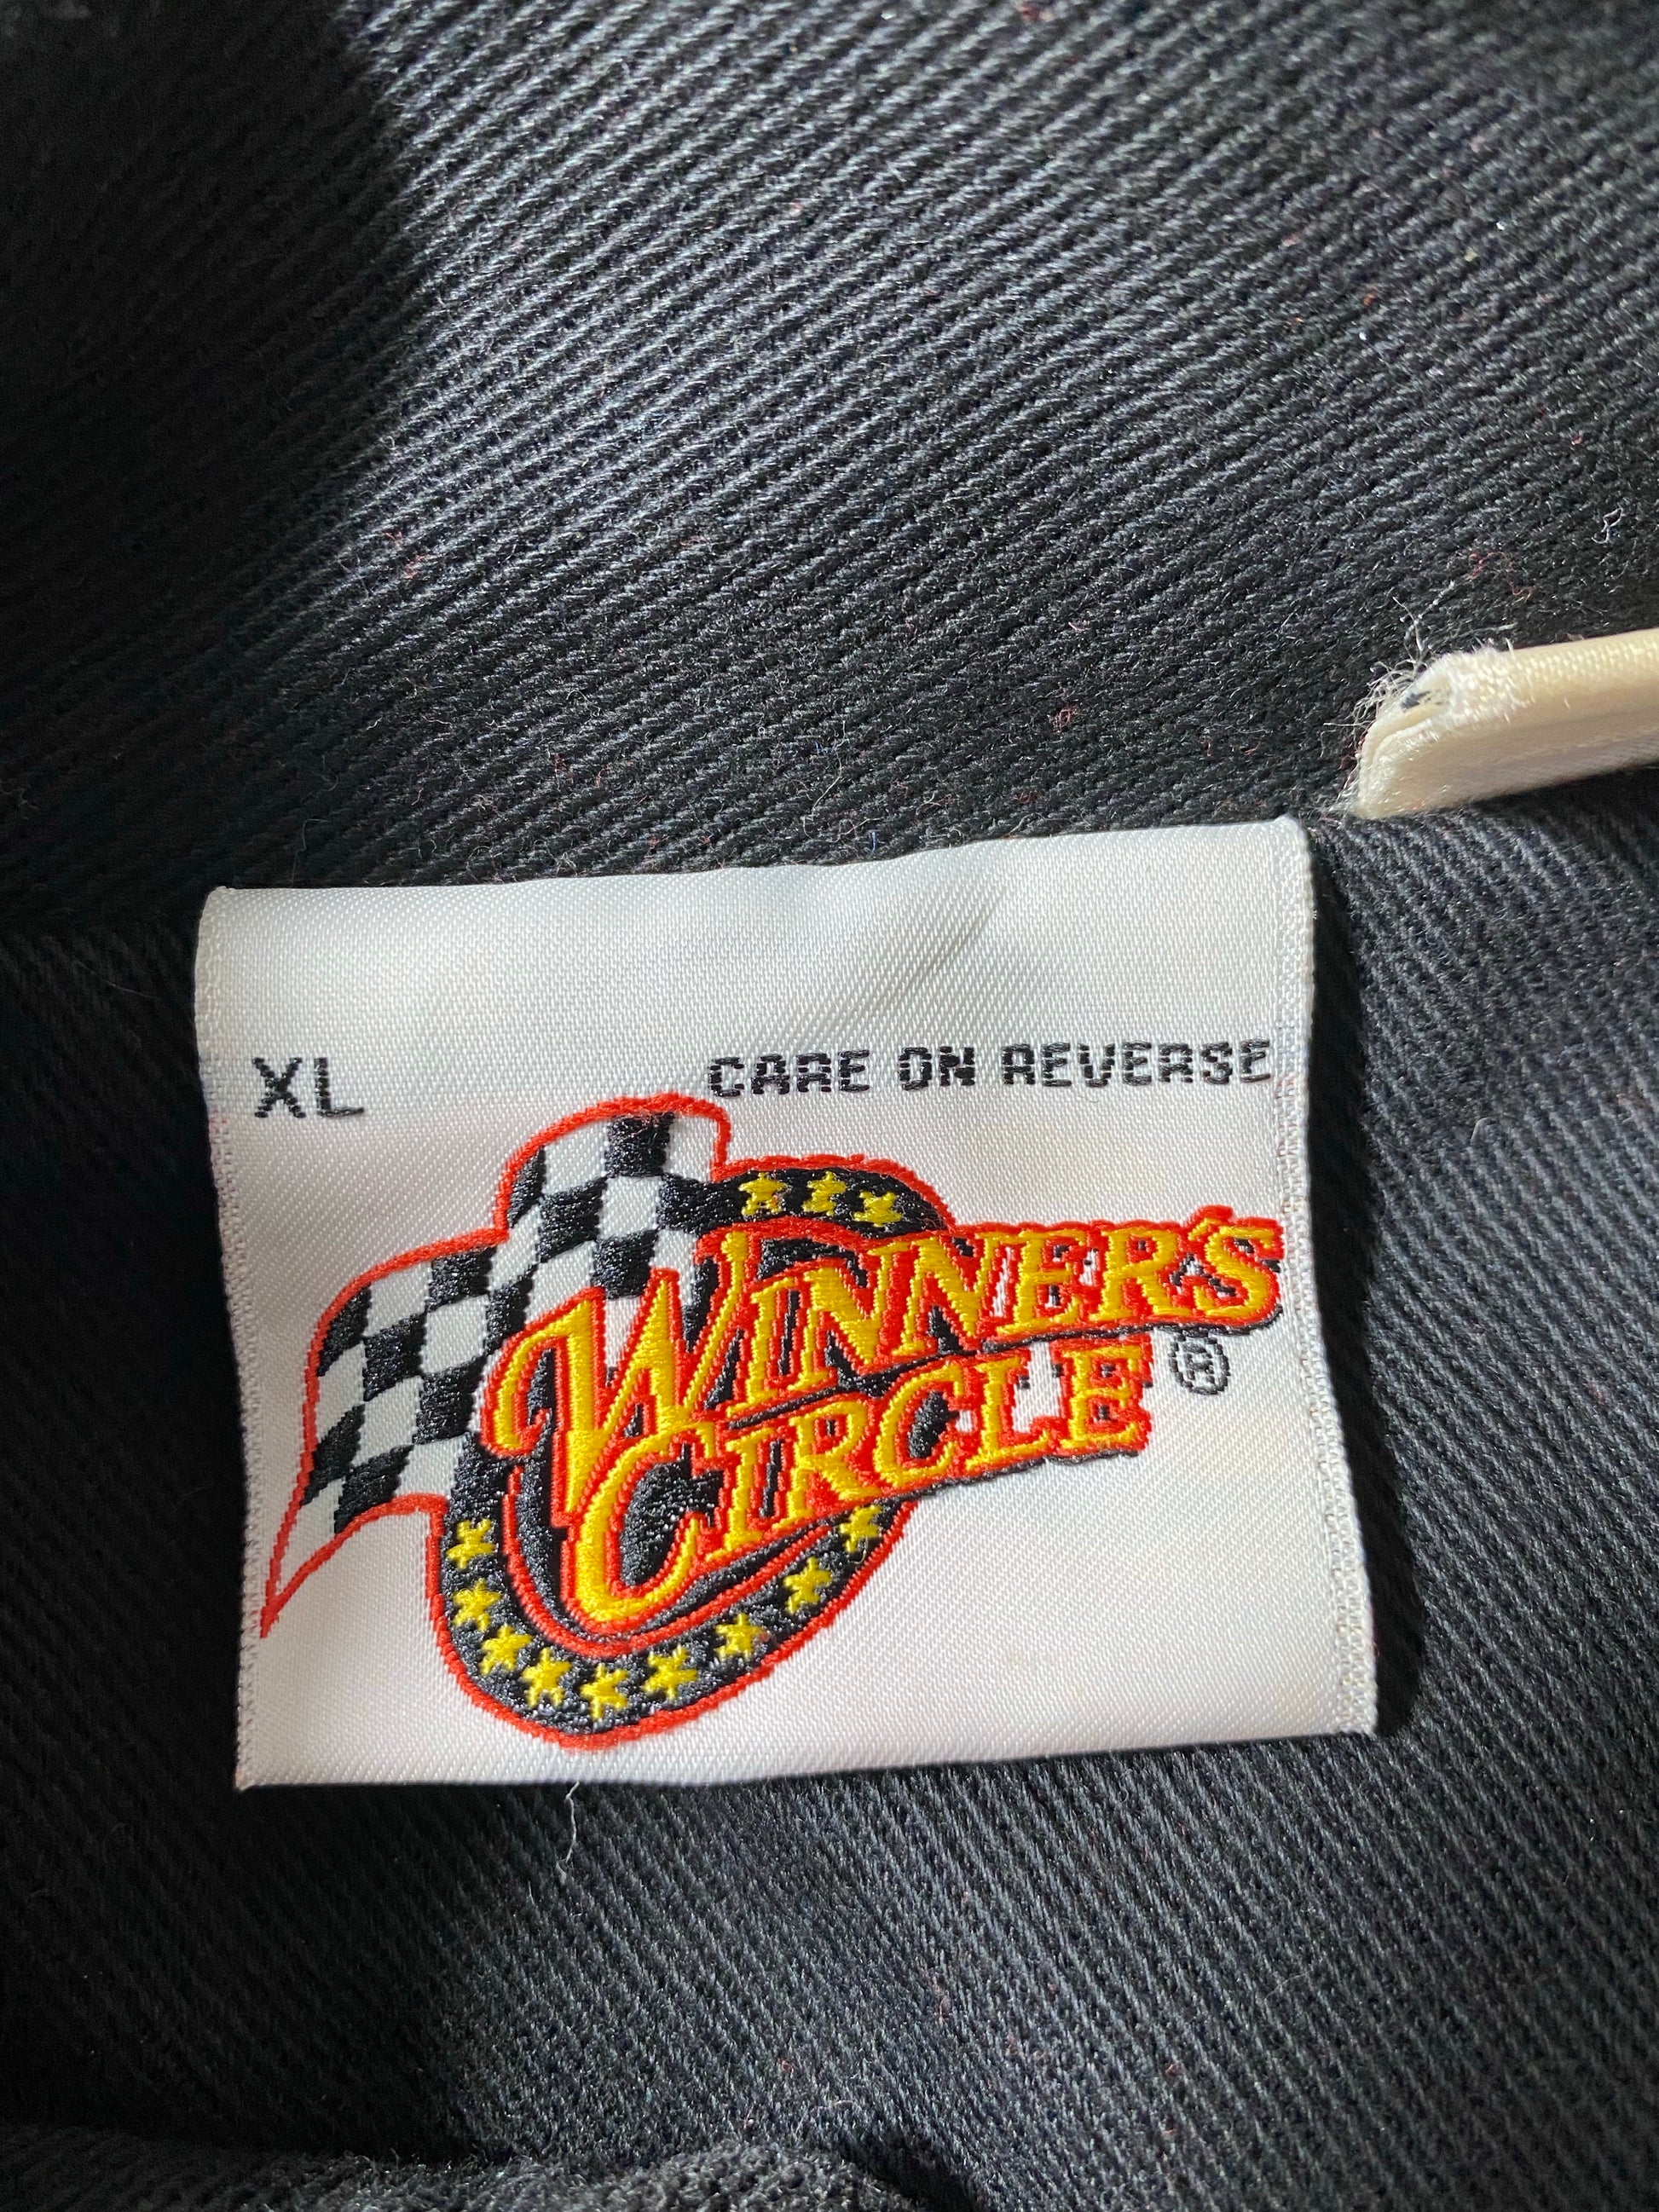 XL CARE ON REVERSE
WINNER'S
CIRCLE ®